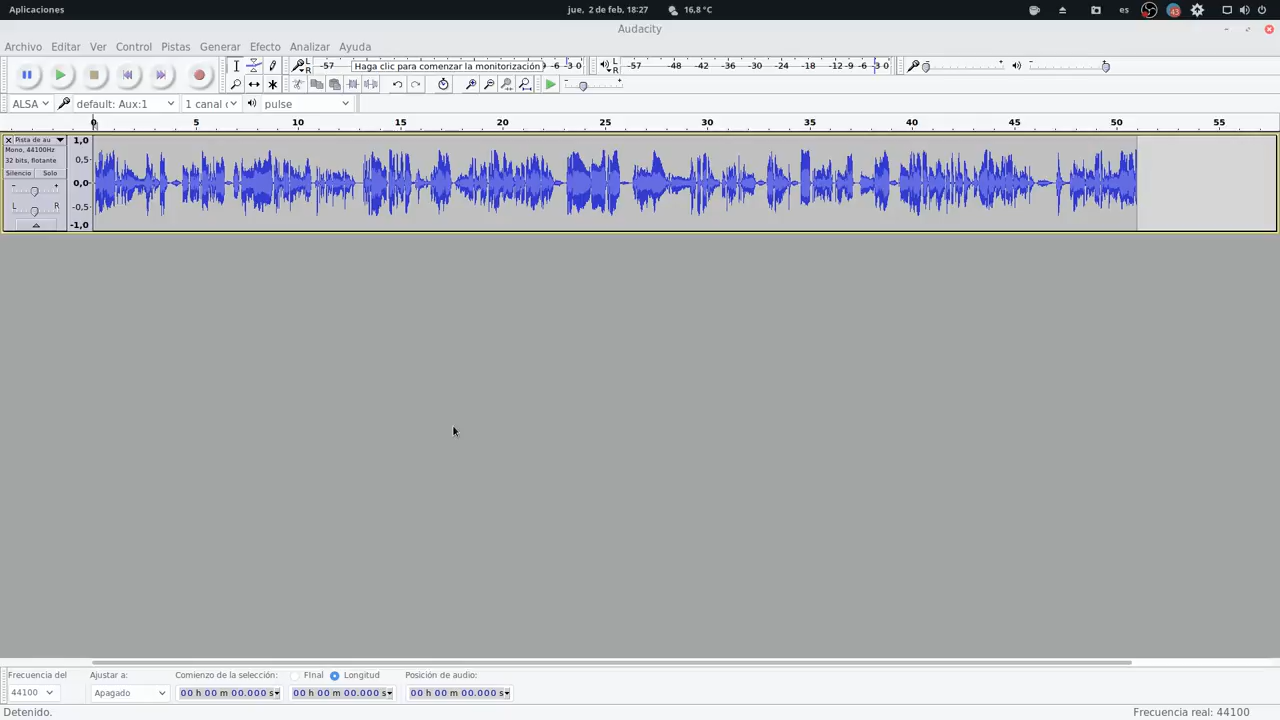 Aplicaciones jue, 2 de feb, 18:27 16,8 °C es 43
Audacity
Archivo Editar Ver Control Pistas Generar Efecto Analizar Ayuda
L R -57 Haga clic para comenzar la monitorización -6 -3 0 L R -57 -48 -42 -36 -30 -24 -18 -12 -9 -6 -3 0 - + - +
- +
ALSA default: Aux:1 1 canal ( pulse
0 5 10 15 20 25 30 35 40 45 50 55
Pista de au 1,0
Mono, 44100Hz
32 bits, flotante 0,5-
Silencio Solo
- + 0,0-
L R -0,5-
-1,0
Frecuencia del Ajustar a: Comienzo de la selección: FInal Longitud Posición de audio:
44100 Apagado 00 h 00 m 00.000 s 00 h 00 m 00.000 s 00 h 00 m 00.000 s
Detenido. Frecuencia real: 44100